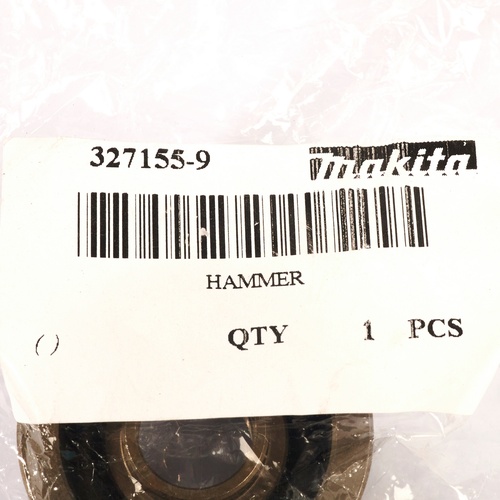 327155-9 makita
HAMMER
() QTY 1 PCS